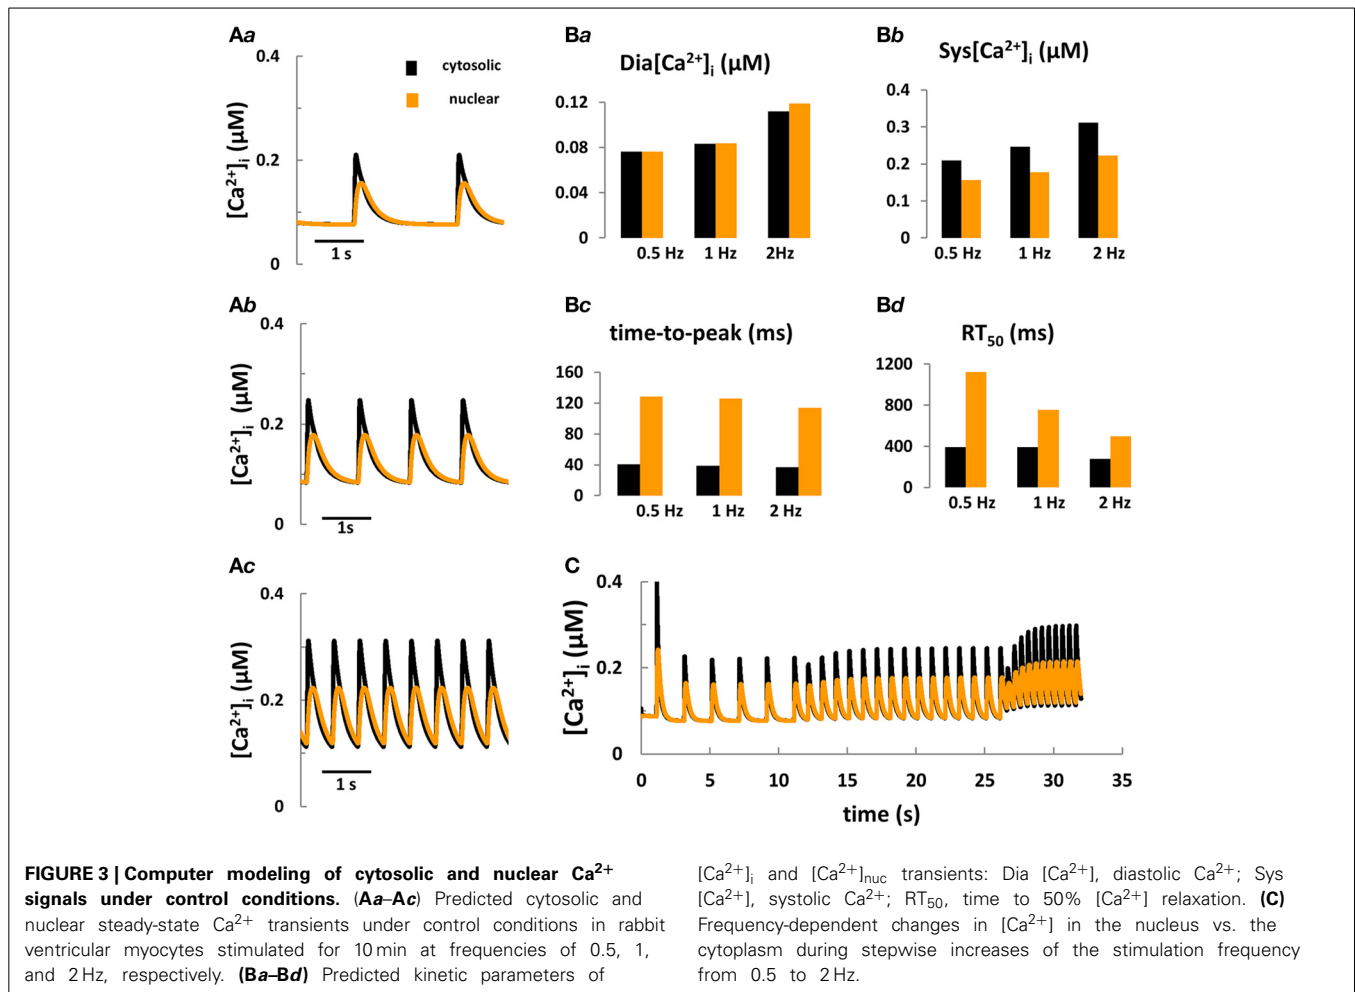 Aa
0.4
cytosolic
nuclear
[Ca²⁺]ᵢ (µM)
0.2
0
1 s
Ba
Dia[Ca²⁺]ᵢ (µM)
0.12
0.08
0.04
0
0.5 Hz 1 Hz 2Hz
Bb
Sys[Ca²⁺]ᵢ (µM)
0.4
0.3
0.2
0.1
0
0.5 Hz 1 Hz 2 Hz
Ab
0.4
[Ca²⁺]ᵢ (µM)
0.2
0
1s
Bc
time-to-peak (ms)
160
120
80
40
0
0.5 Hz 1 Hz 2 Hz
Bd
RT₅₀ (ms)
1200
800
400
0
0.5 Hz 1 Hz 2 Hz
Ac
0.4
[Ca²⁺]ᵢ (µM)
0.2
0
1 s
C
0.4
[Ca²⁺]ᵢ (µM)
0.2
0
0 5 10 15 20 25 30 35
time (s)
FIGURE 3 | Computer modeling of cytosolic and nuclear Ca²⁺
signals under control conditions. (Aa–Ac) Predicted cytosolic and
nuclear steady-state Ca²⁺ transients under control conditions in rabbit
ventricular myocytes stimulated for 10 min at frequencies of 0.5, 1,
and 2 Hz, respectively. (Ba–Bd) Predicted kinetic parameters of
[Ca²⁺]ᵢ and [Ca²⁺]nuc transients: Dia [Ca²⁺], diastolic Ca²⁺; Sys
[Ca²⁺], systolic Ca²⁺; RT₅₀, time to 50% [Ca²⁺] relaxation. (C)
Frequency-dependent changes in [Ca²⁺] in the nucleus vs. the
cytoplasm during stepwise increases of the stimulation frequency
from 0.5 to 2 Hz.